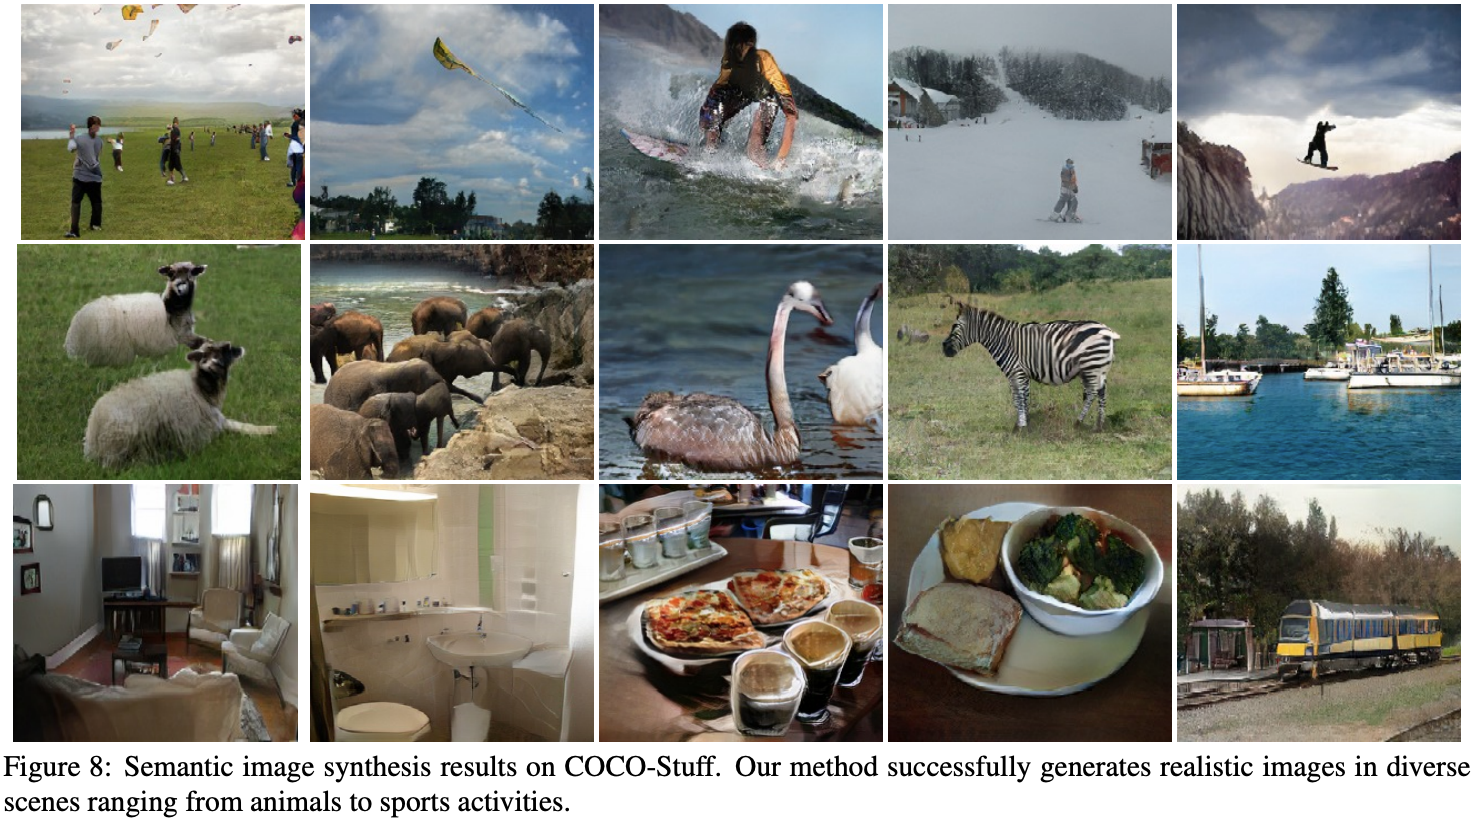 Figure 8: Semantic image synthesis results on COCO-Stuff. Our method successfully generates realistic images in diverse
scenes ranging from animals to sports activities.